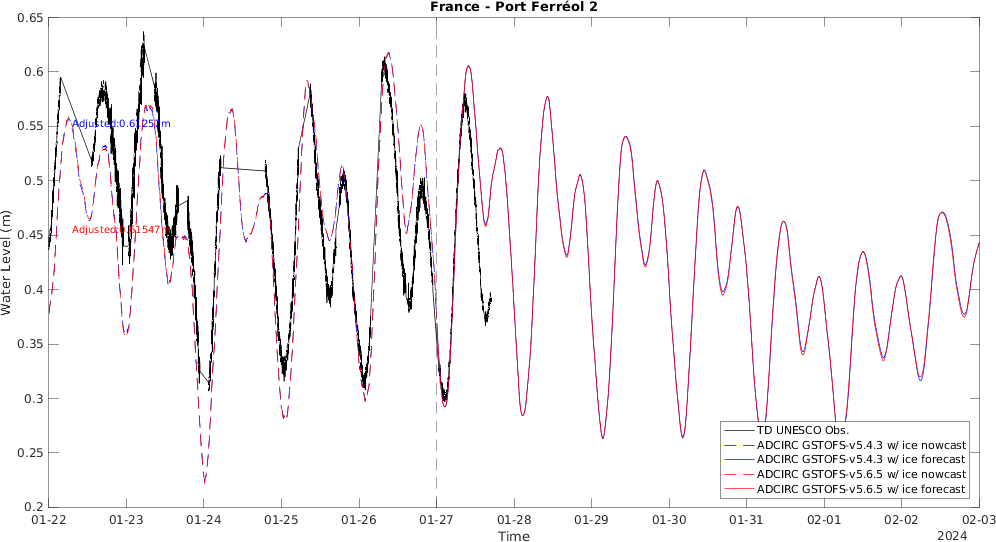 France - Port Ferréol 2
0.65
0.6
0.55
0.5
0.45
0.4
0.35
0.3
0.25
0.2
Water Level (m)
Adjusted:0.61257m
Adjusted:0.61547m
TD UNESCO Obs.
ADCIRC GSTOFS-v5.4.3 w/ ice nowcast
ADCIRC GSTOFS-v5.4.3 w/ ice forecast
ADCIRC GSTOFS-v5.6.5 w/ ice nowcast
ADCIRC GSTOFS-v5.6.5 w/ ice forecast
01-22 01-23 01-24 01-25 01-26 01-27 01-28 01-29 01-30 01-31 02-01 02-02 02-03
Time
2024